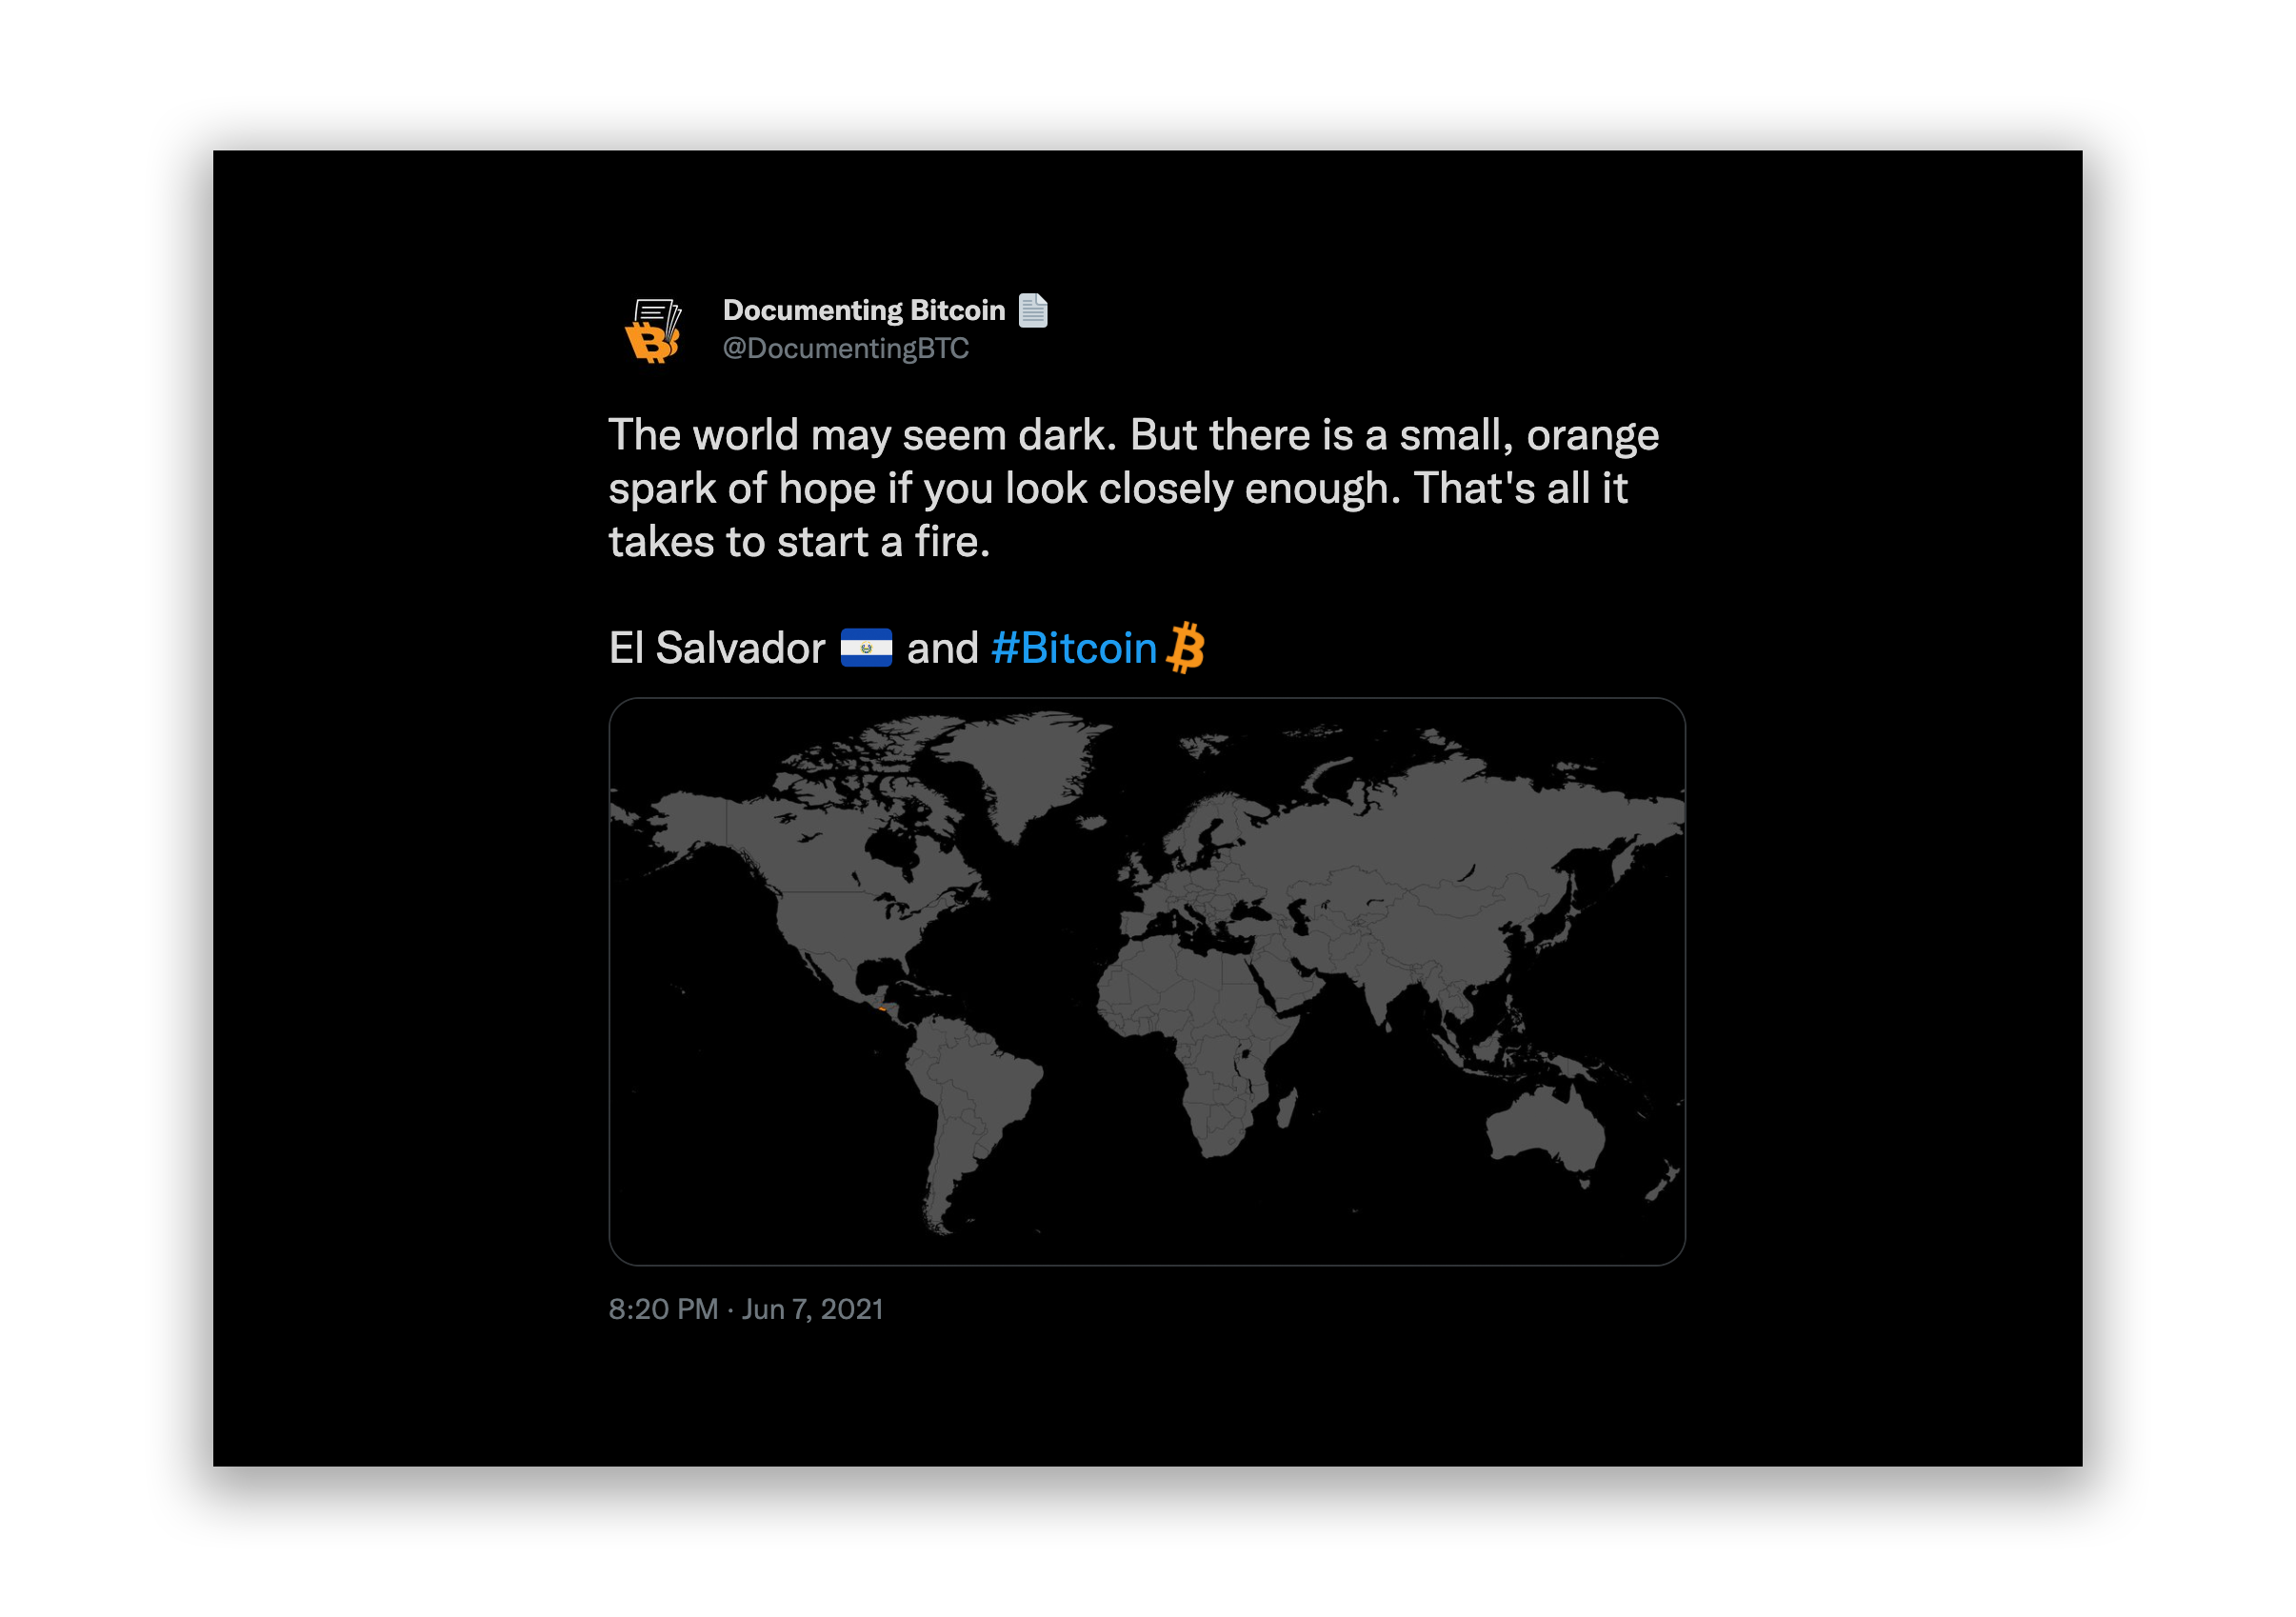 Documenting Bitcoin 📄
@DocumentingBTC
The world may seem dark. But there is a small, orange
spark of hope if you look closely enough. That's all it
takes to start a fire.
El Salvador 🇸🇻 and #Bitcoin
8:20 PM · Jun 7, 2021